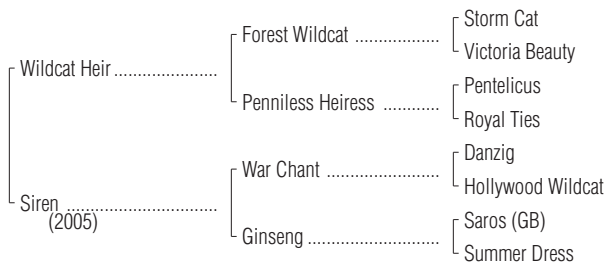 Storm Cat
Forest Wildcat ..................
Victoria Beauty
Wildcat Heir ......................
Pentelicus
Penniless Heiress ............
Royal Ties
Danzig
War Chant ........................
Hollywood Wildcat
Siren ................................
(2005)
Saros (GB)
Ginseng ............................
Summer Dress